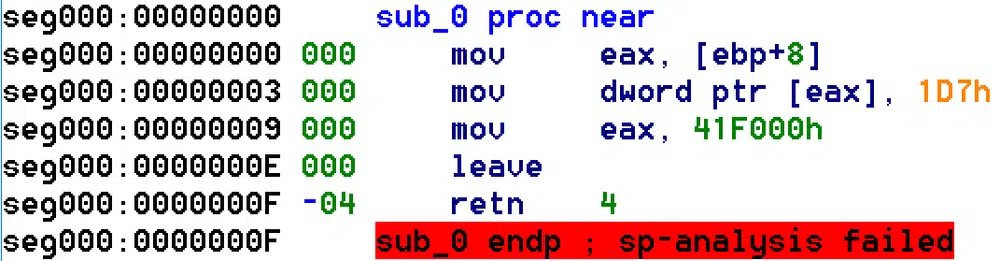 seg000:00000000 sub_0 proc near
seg000:00000000 000 mov eax, [ebp+8]
seg000:00000003 000 mov dword ptr [eax], 1D7h
seg000:00000009 000 mov eax, 41F000h
seg000:0000000E 000 leave
seg000:0000000F -04 retn 4
seg000:0000000F sub_0 endp ; sp-analysis failed